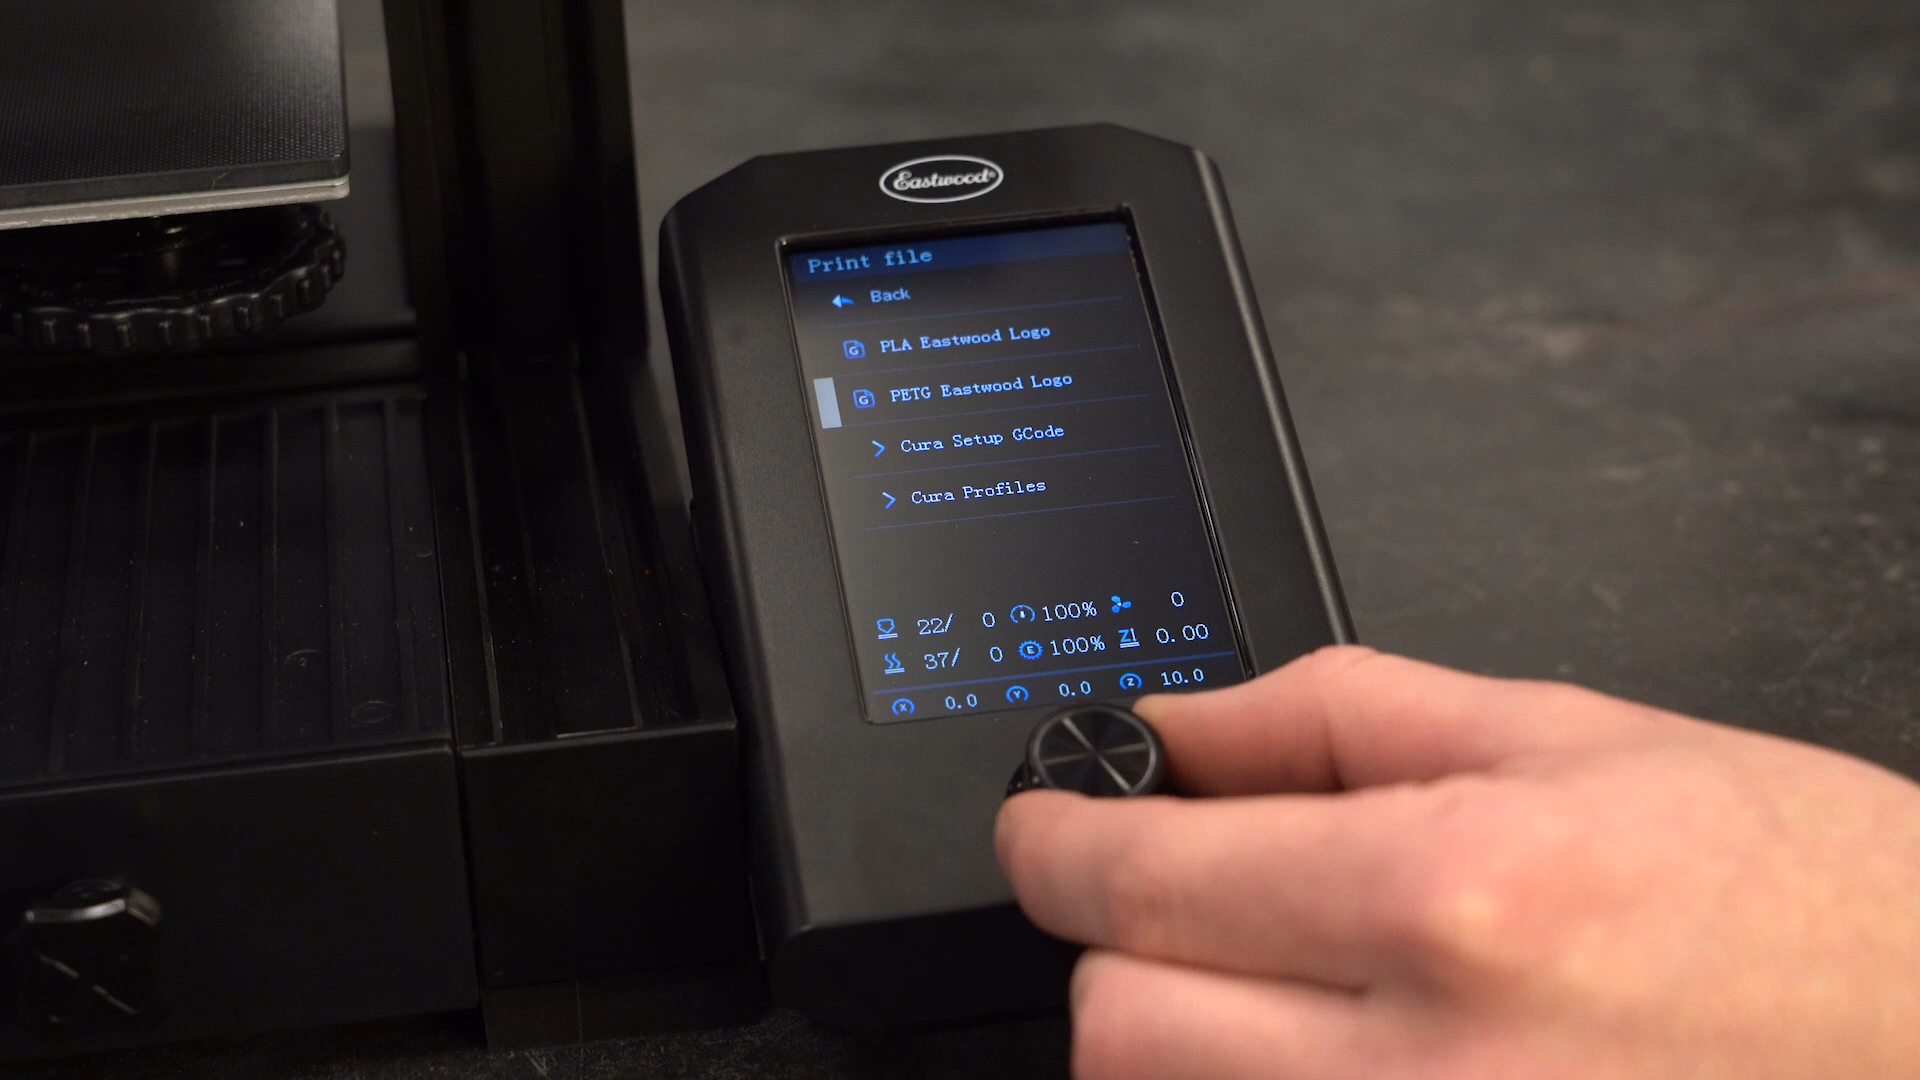 Eastwood®
Print file
Back
G PLA Eastwood Logo
G PETG Eastwood Logo
Cura Setup GCode
Cura Profiles
22/ 0 100% 0
37/ 0 E 100% Z 0.00
X 0.0 Y 0.0 Z 10.0